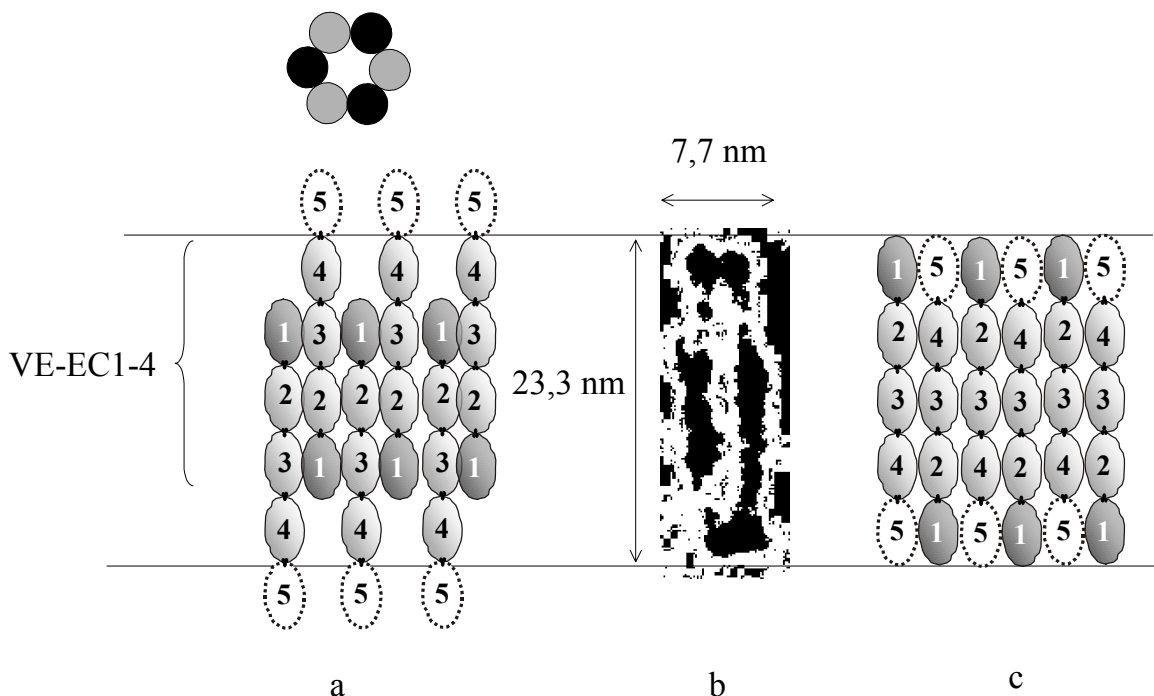 7,7 nm
5 5 5
4 4 4
1 3 1 3 1 3
2 2 2 2 2 2
3 1 3 1 3 1
4 4 4
5 5 5
VE-EC1-4
23,3 nm
1 5 1 5 1 5
2 4 2 4 2 4
3 3 3 3 3 3
4 2 4 2 4 2
5 1 5 1 5 1
a b c